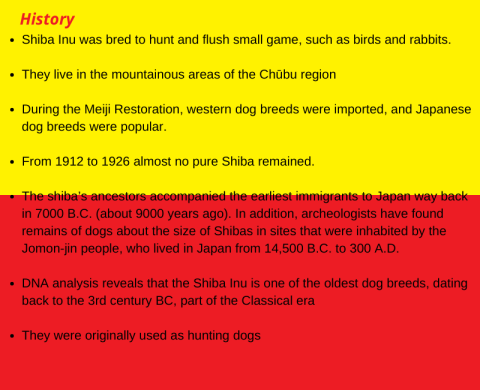 History
• Shiba Inu was bred to hunt and flush small game, such as birds and rabbits.
• They live in the mountainous areas of the Chūbu region
• During the Meiji Restoration, western dog breeds were imported, and Japanese
dog breeds were popular.
• From 1912 to 1926 almost no pure Shiba remained.
• The shiba's ancestors accompanied the earliest immigrants to Japan way back
in 7000 B.C. (about 9000 years ago). In addition, archeologists have found
remains of dogs about the size of Shibas in sites that were inhabited by the
Jomon-jin people, who lived in Japan from 14,500 B.C. to 300 A.D.
• DNA analysis reveals that the Shiba Inu is one of the oldest dog breeds, dating
back to the 3rd century BC, part of the Classical era
• They were originally used as hunting dogs